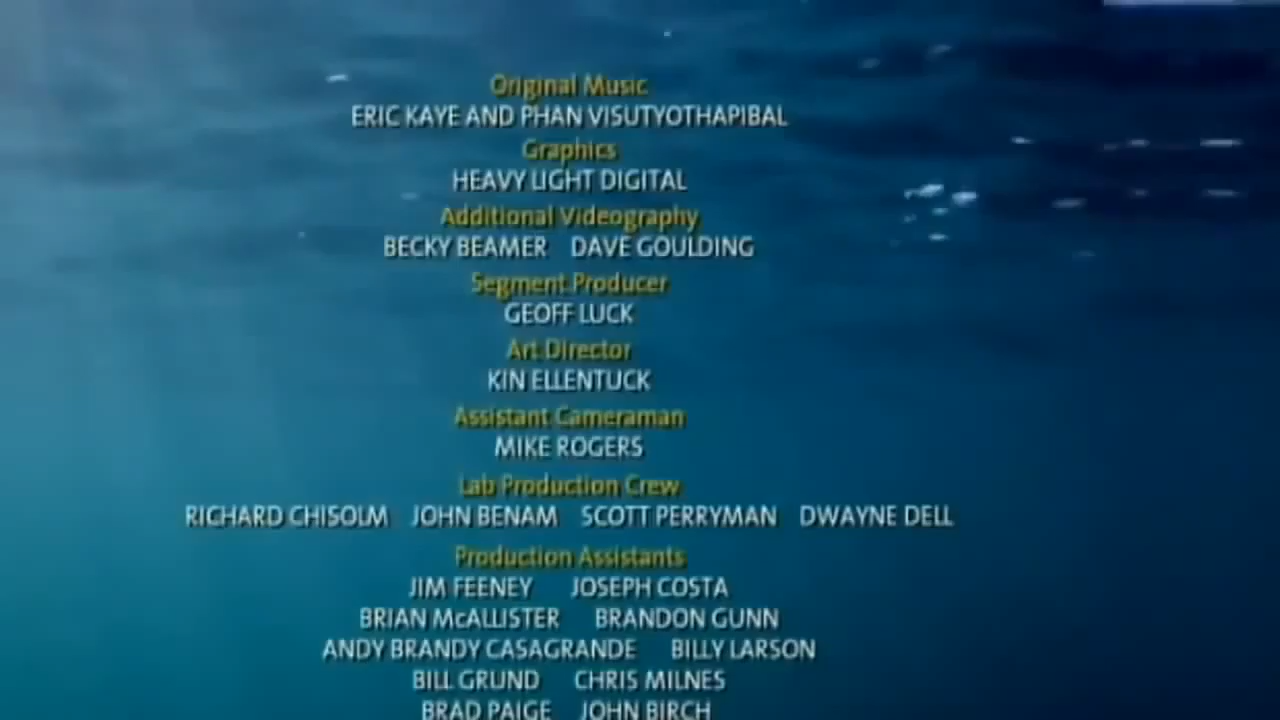 Original Music
ERIC KAYE AND PHAN VISUTYOTHAPIBAL
Graphics
HEAVY LIGHT DIGITAL
Additional Videography
BECKY BEAMER DAVE GOULDING
Segment Producer
GEOFF LUCK
Art Director
KIN ELLENTUCK
Assistant Cameraman
MIKE ROGERS
Lab Production Crew
RICHARD CHISOLM JOHN BENAM SCOTT PERRYMAN DWAYNE DELL
Production Assistants
JIM FEENEY JOSEPH COSTA
BRIAN McALLISTER BRANDON GUNN
ANDY BRANDY CASAGRANDE BILLY LARSON
BILL GRUND CHRIS MILNES
BRAD PAIGE JOHN BIRCH